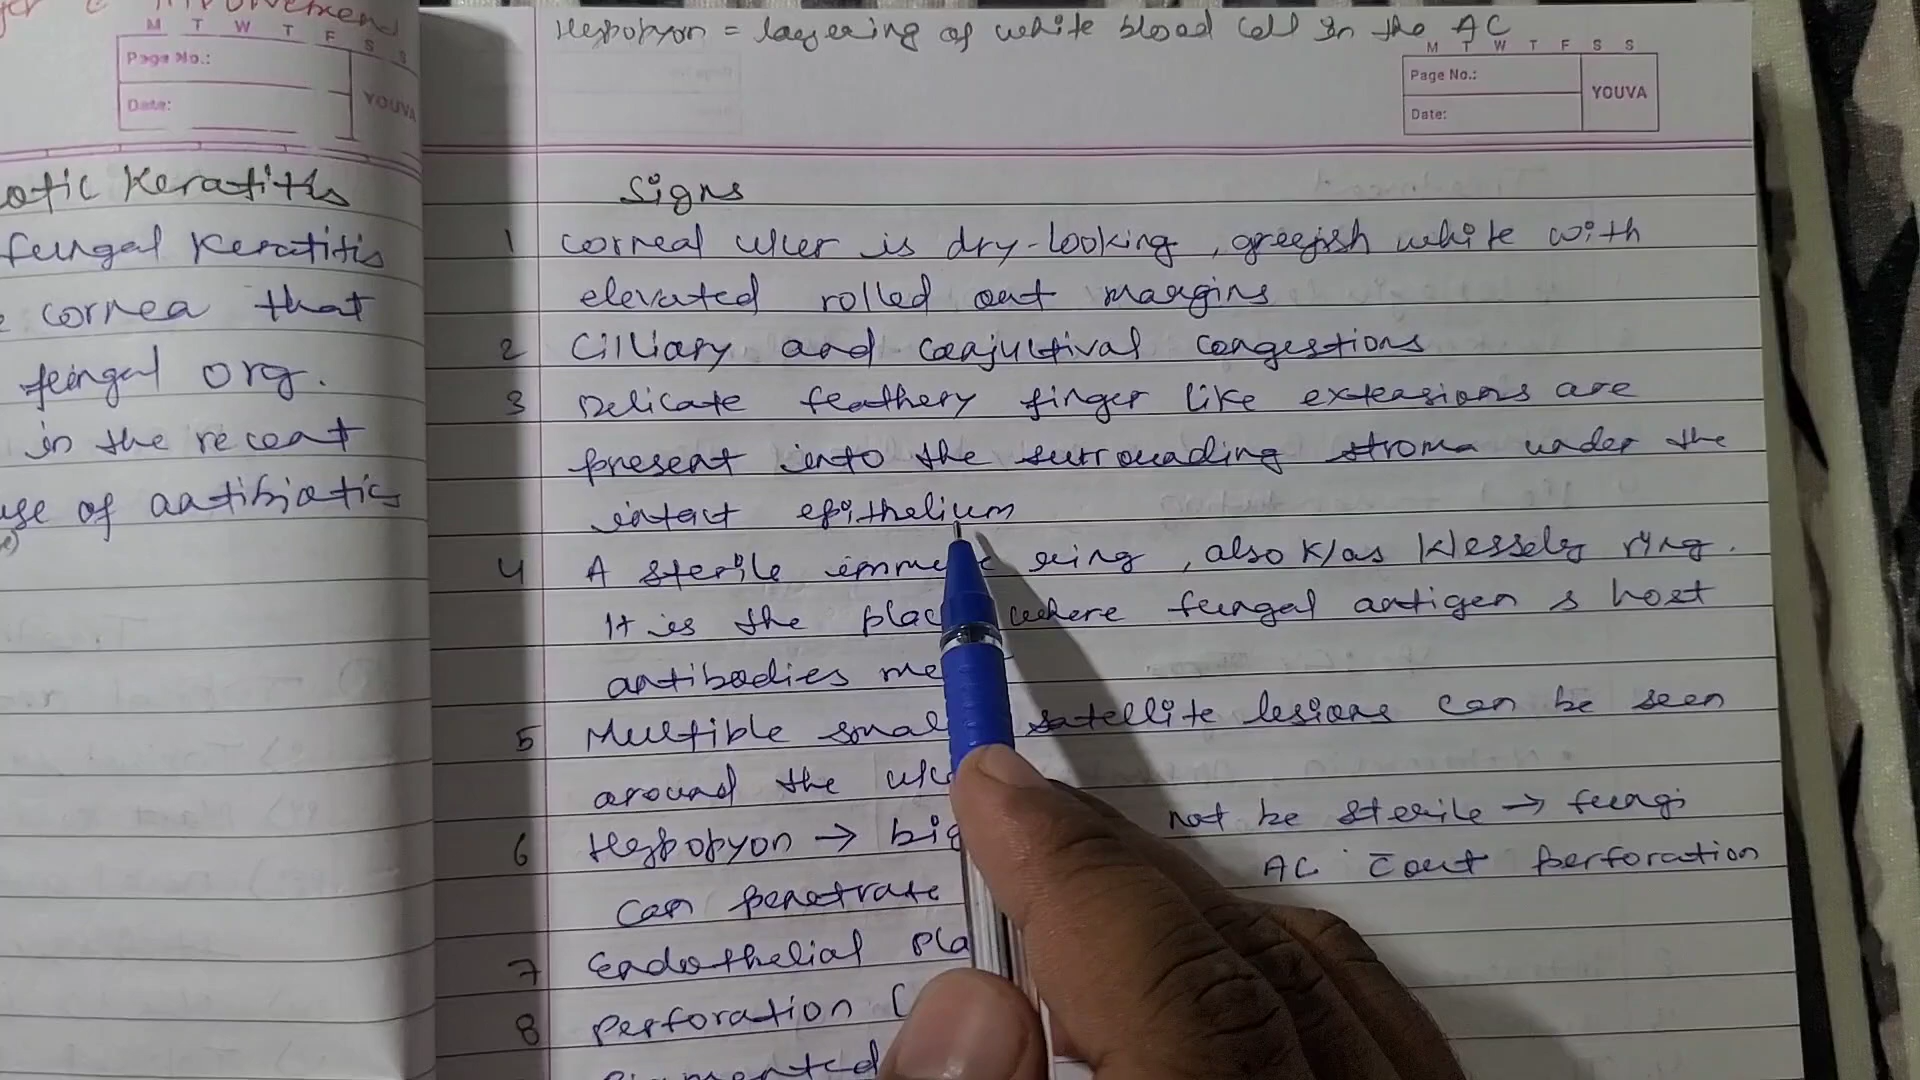 M T W T F S S
Page No.:
Date:
YOUVA
otic Keratitis
fungal Keratitis
cornea that
fungal org.
in the recent
use of antibiotics
Hypopyon = layering of white blood cell in the AC
M T W T F S S
Page No.:
YOUVA
Date:
Signs
1 corneal ulcer is dry-looking, greyish white with
elevated rolled out margins
2 Cilliary and conjuctival congestions
3 Delicate feathery finger like extensions are
present into the surrounding stroma under the
intact epithelium
4 A sterile immune ring, also K/as Wessely ring.
It is the plac where fungal antigen & host
antibodies me
5 Multiple small satellite lesions can be seen
around the ulc
6 Hypopyon → big not be sterile → fungi
can penetrate AC c̄out perforation
7 Endothelial pla
8 Perforation (